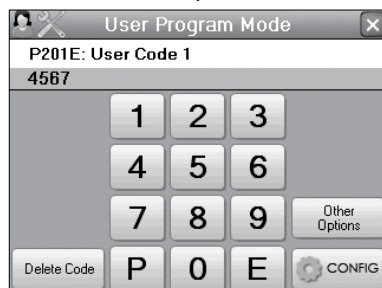 User Program Mode
P201E: User Code 1
4567
1 2 3
4 5 6
7 8 9 Other Options
Delete Code P 0 E CONFIG